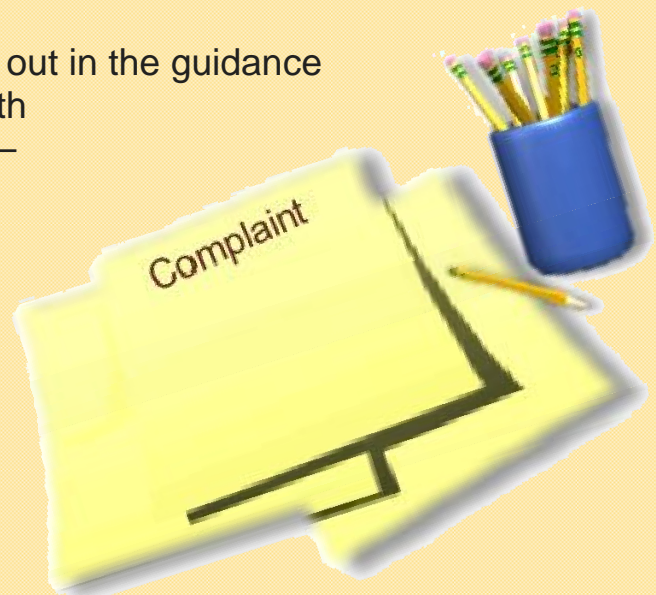 out in the guidance
th
–
Complaint